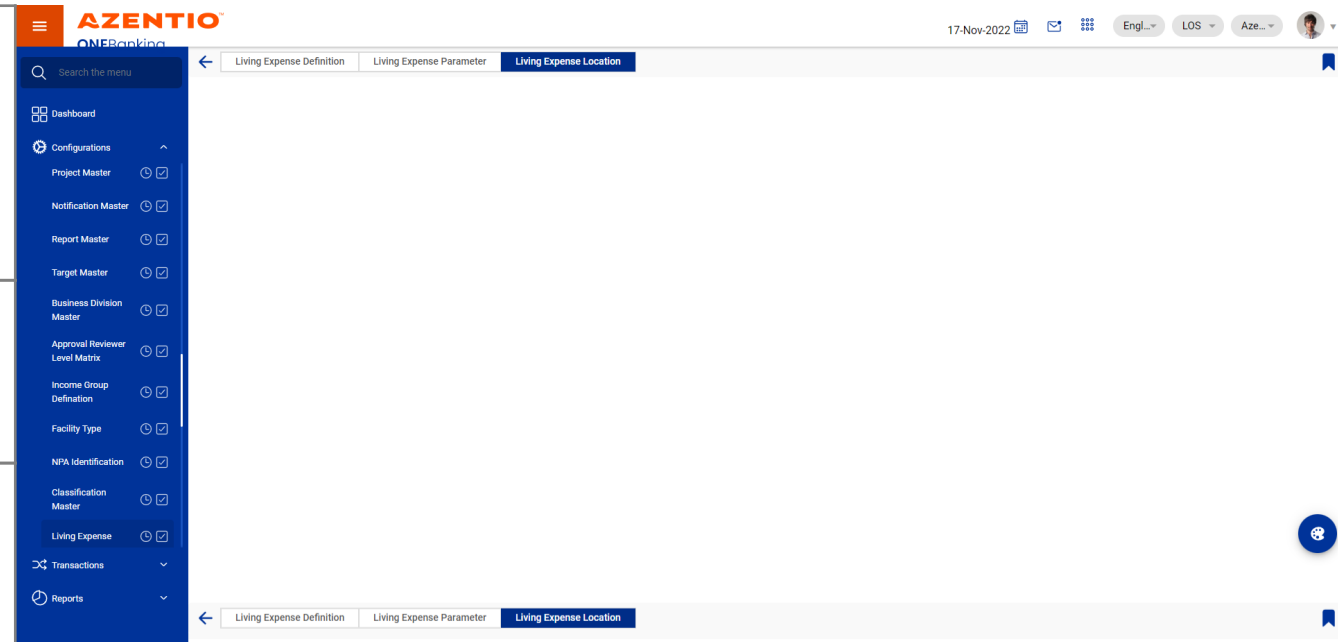 AZENTIO™
ONEBanking
17-Nov-2022
Engl...
LOS
Aze...
Search the menu
Living Expense Definition
Living Expense Parameter
Living Expense Location
Dashboard
Configurations
Project Master
Notification Master
Report Master
Target Master
Business Division
Master
Approval Reviewer
Level Matrix
Income Group
Defination
Facility Type
NPA Identification
Classification
Master
Living Expense
Transactions
Reports
Living Expense Definition
Living Expense Parameter
Living Expense Location